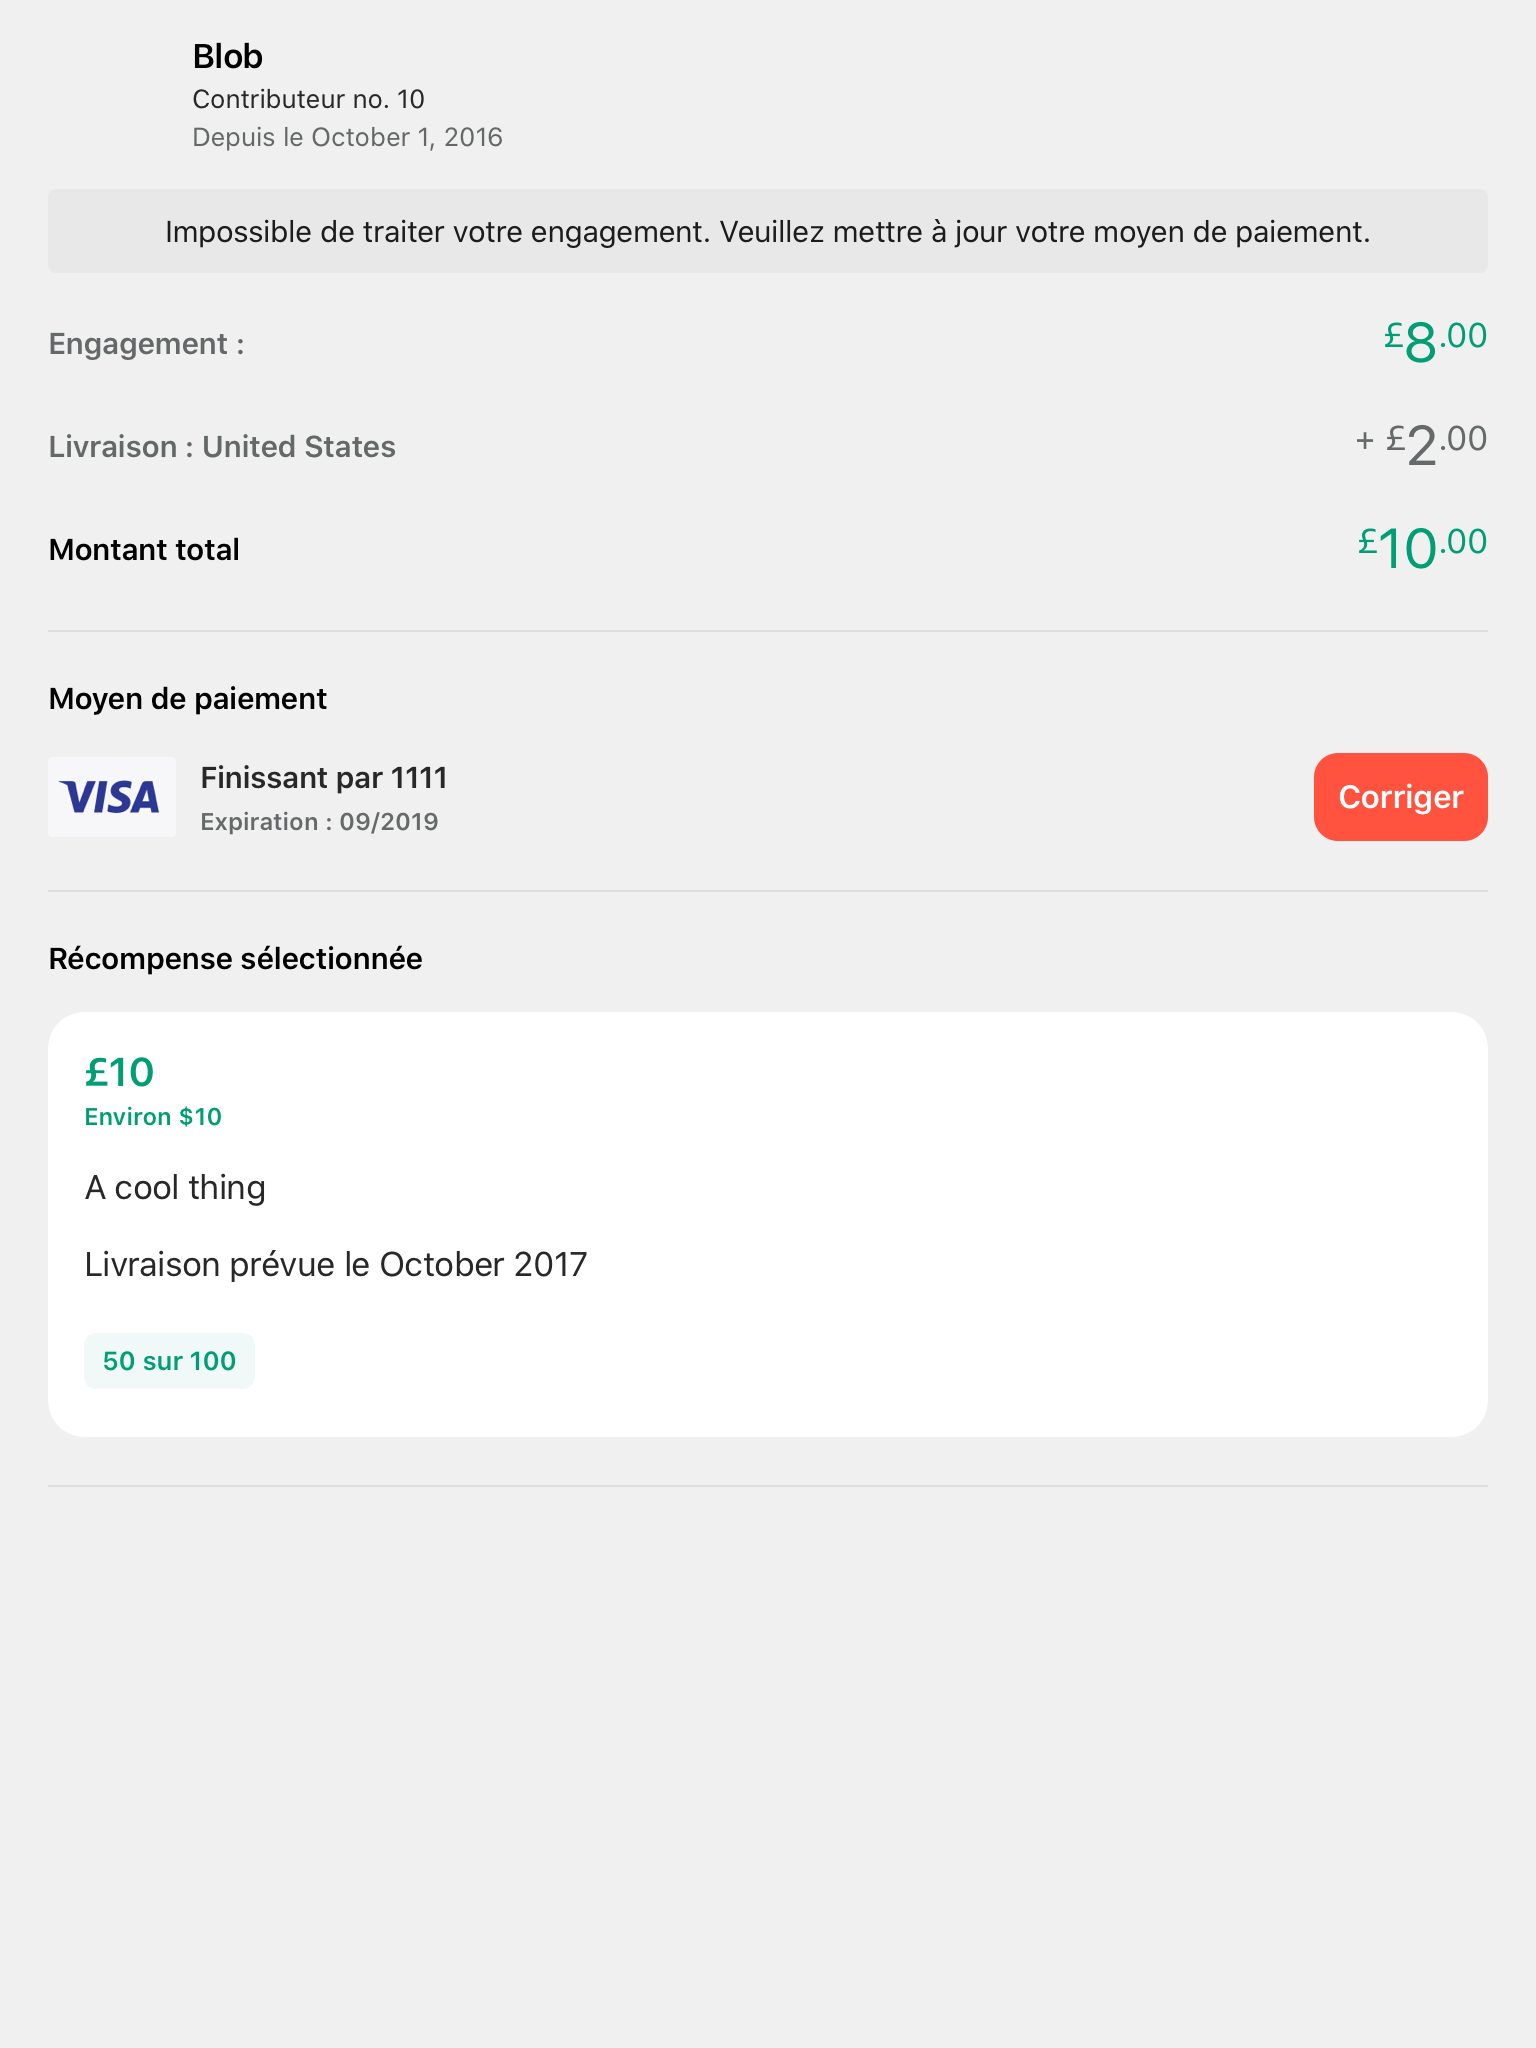 Blob
Contributeur no. 10
Depuis le October 1, 2016
Impossible de traiter votre engagement. Veuillez mettre à jour votre moyen de paiement.
Engagement : £8.00
Livraison : United States + £2.00
Montant total £10.00
Moyen de paiement
VISA Finissant par 1111
Expiration : 09/2019
Corriger
Récompense sélectionnée
£10
Environ $10
A cool thing
Livraison prévue le October 2017
50 sur 100